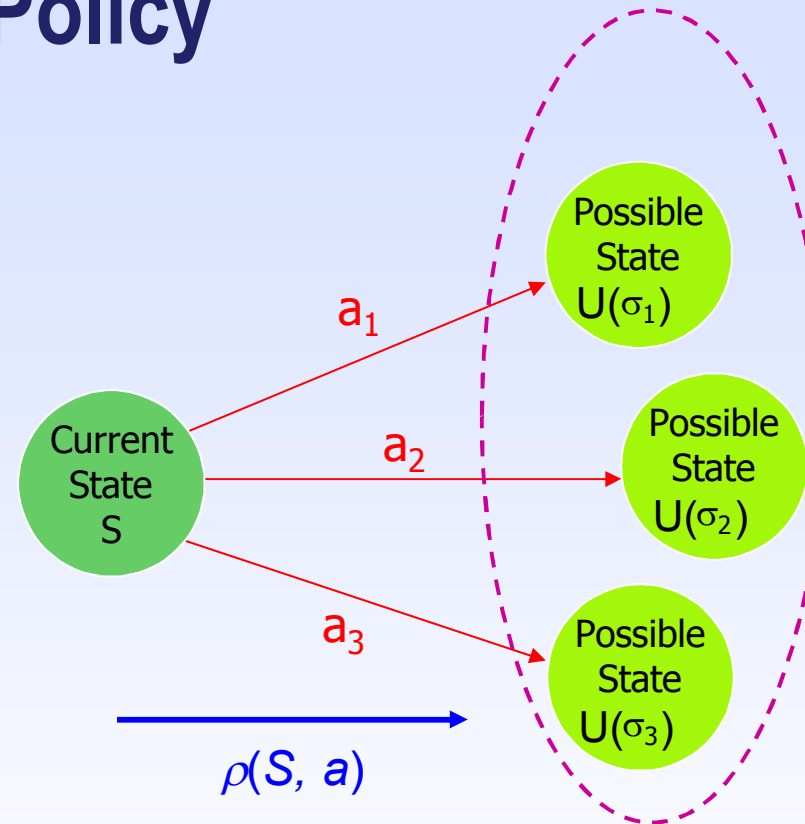 Policy
Possible
State
U(σ₁)
a₁
Current
State
S
a₂
Possible
State
U(σ₂)
a₃
Possible
State
U(σ₃)
ρ(S, a)